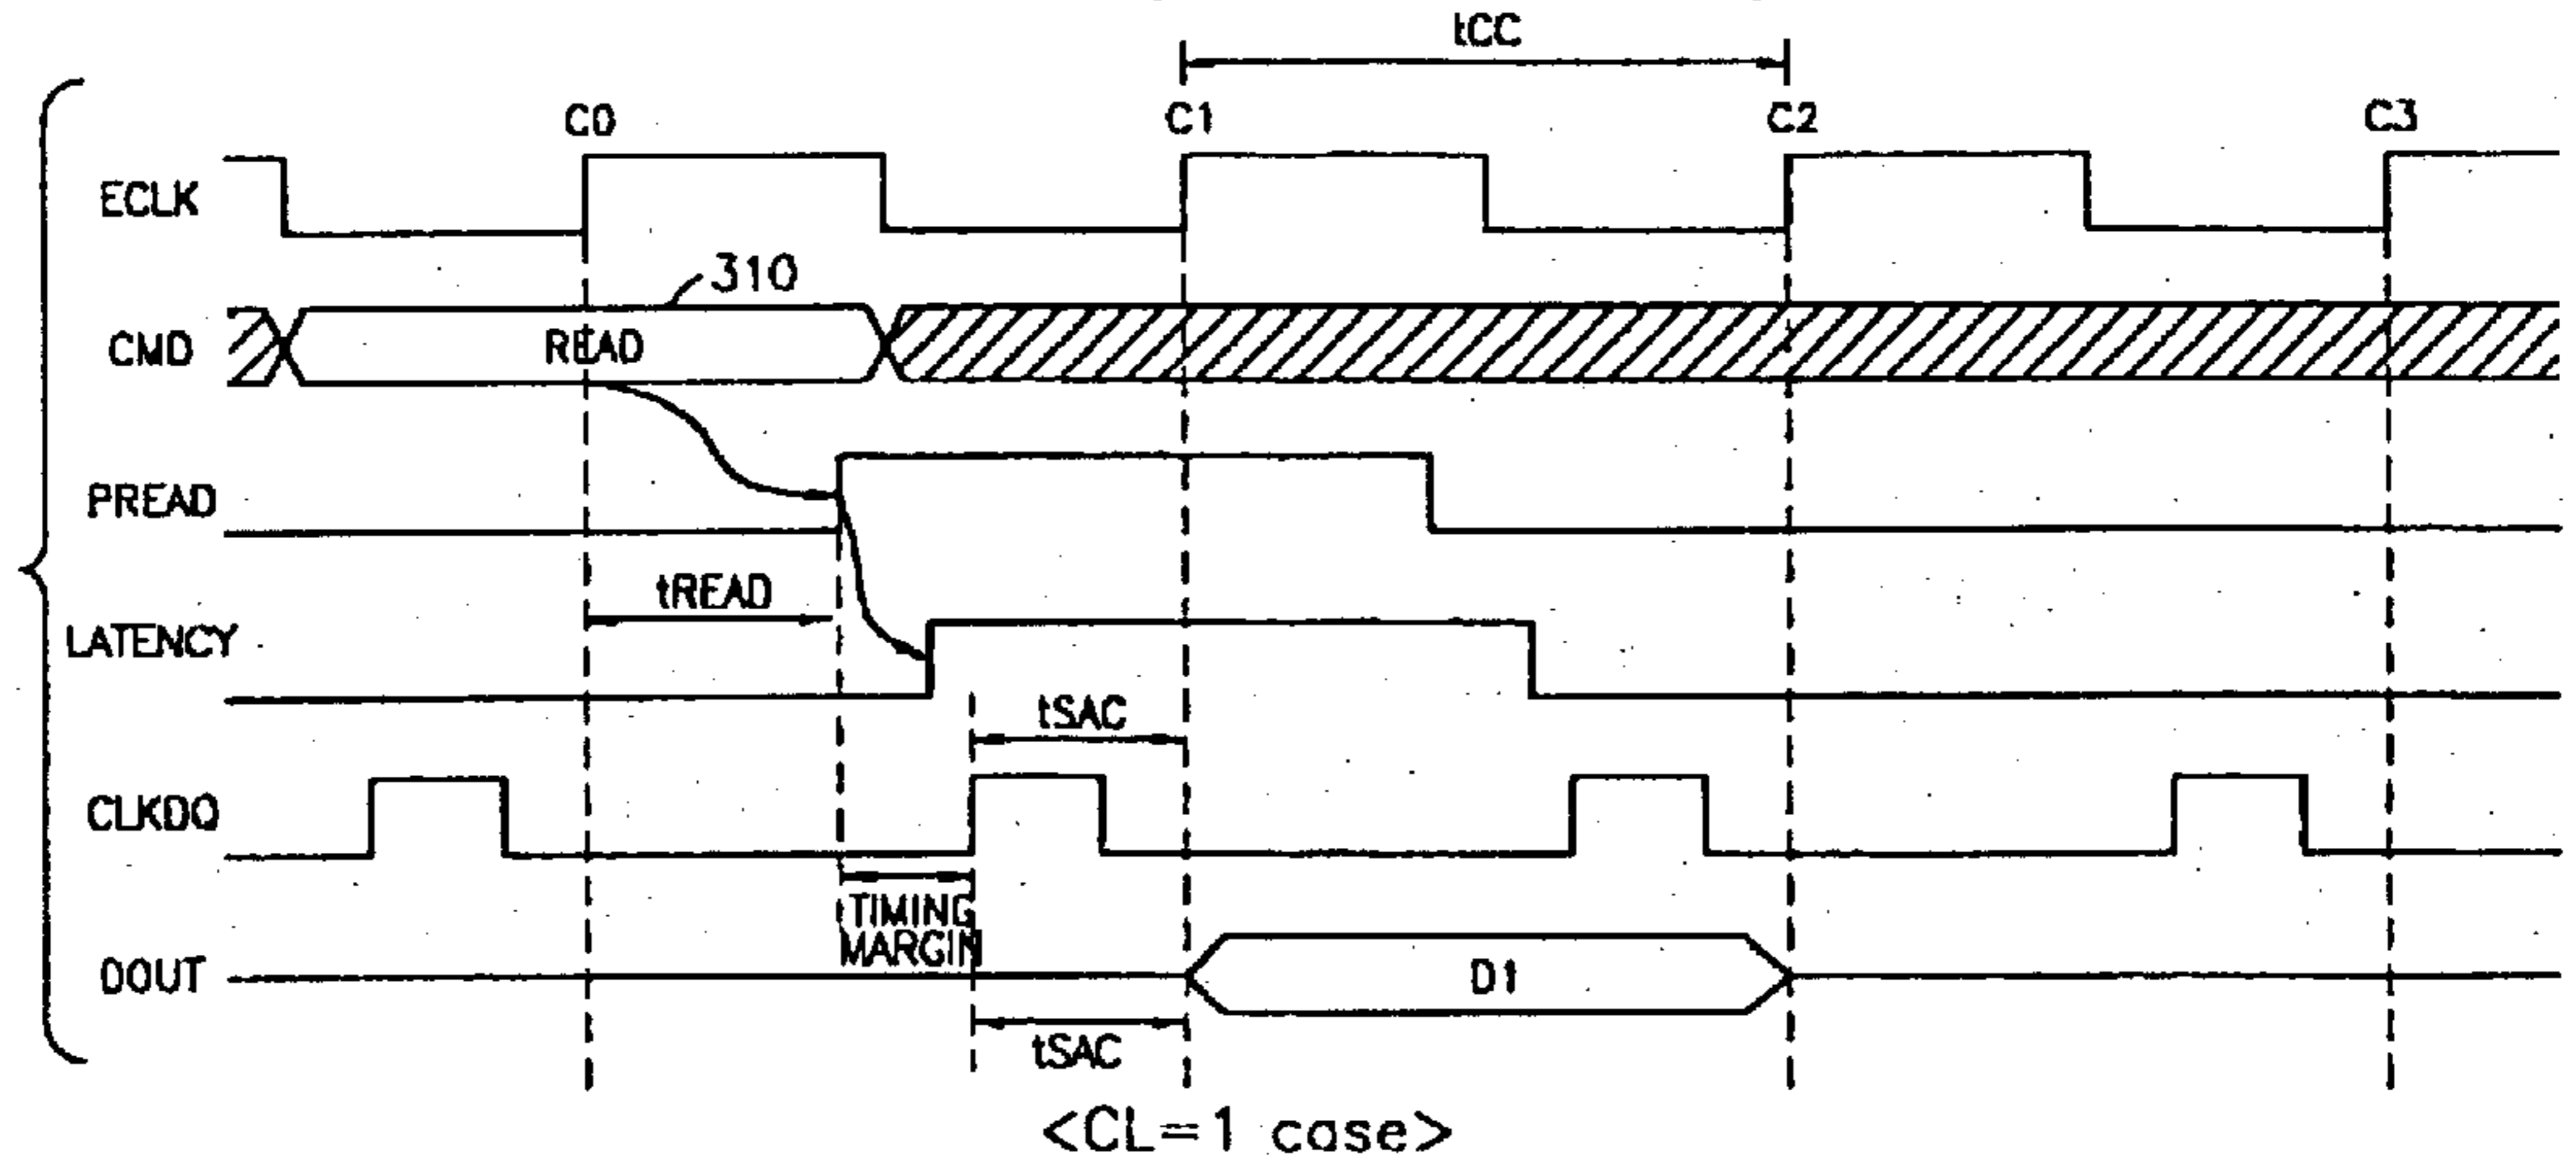 tCC
C0 C1 C2 C3
ECLK
310
CMD READ
PREAD
tREAD
LATENCY
tSAC
CLKDQ
TIMING
MARGIN
DOUT D1
tSAC
<CL=1 case>